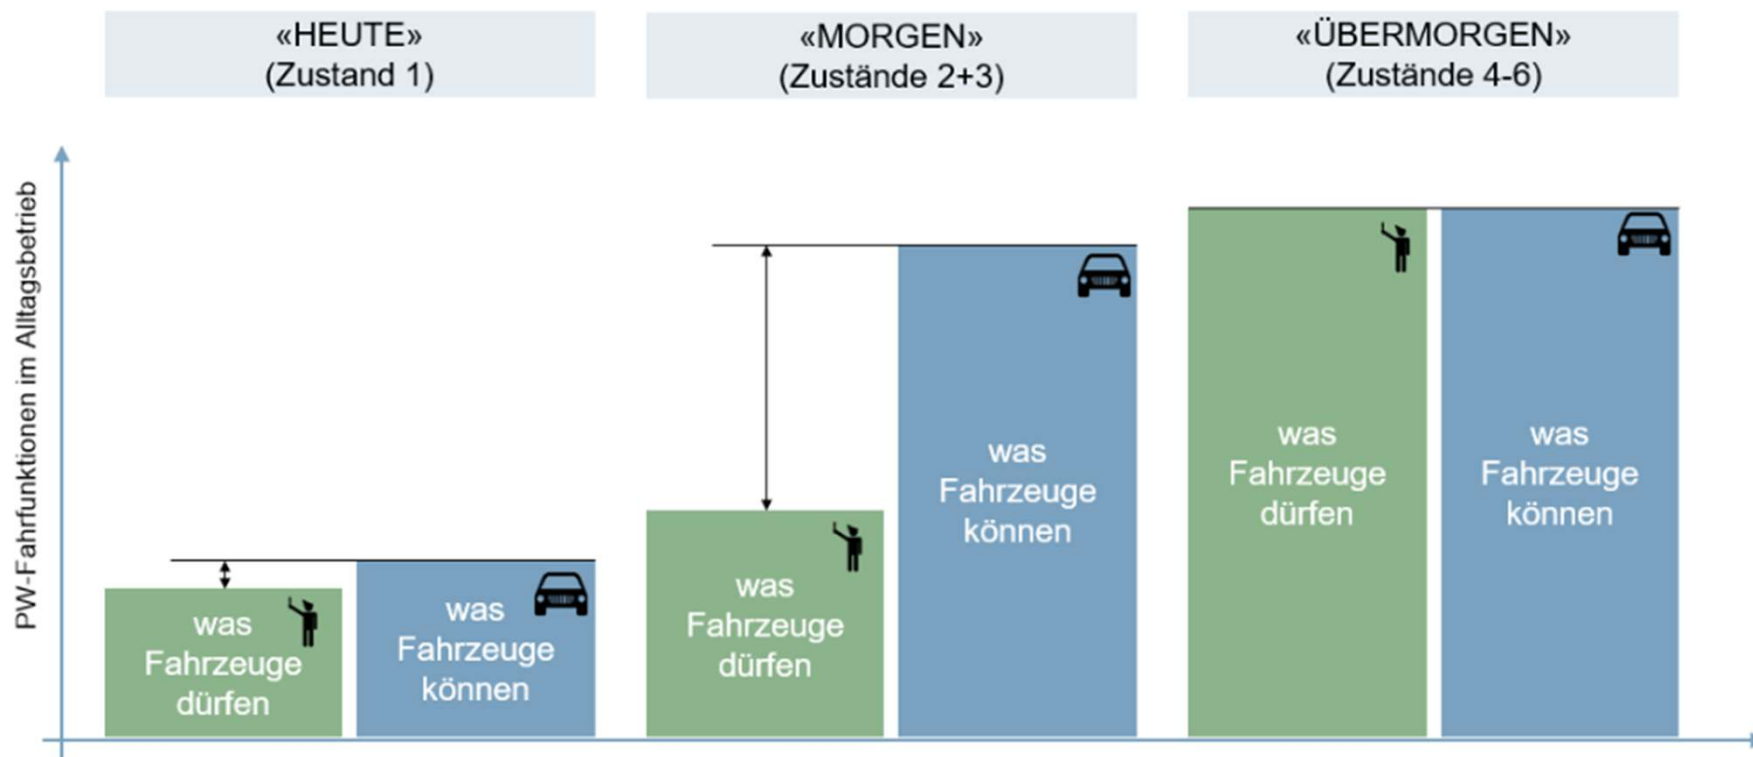 «HEUTE»
(Zustand 1)
«MORGEN»
(Zustände 2+3)
«ÜBERMORGEN»
(Zustände 4-6)
PW-Fahrfunktionen im Alltagsbetrieb
was
Fahrzeuge
dürfen
was
Fahrzeuge
können
was
Fahrzeuge
dürfen
was
Fahrzeuge
können
was
Fahrzeuge
dürfen
was
Fahrzeuge
können